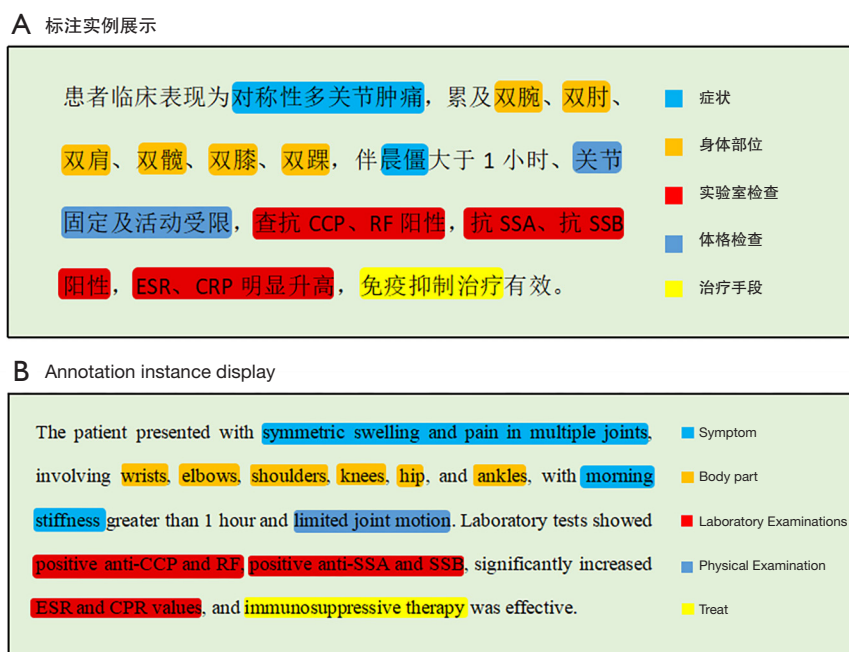 A 标注实例展示
患者临床表现为对称性多关节肿痛，累及双腕、双肘、
双肩、双髋、双膝、双踝，伴晨僵大于 1 小时、关节
固定及活动受限，查抗 CCP、RF 阳性，抗 SSA、抗 SSB
阳性，ESR、CRP 明显升高，免疫抑制治疗有效。
症状
身体部位
实验室检查
体格检查
治疗手段
B Annotation instance display
The patient presented with symmetric swelling and pain in multiple joints,
involving wrists, elbows, shoulders, knees, hip, and ankles, with morning
stiffness greater than 1 hour and limited joint motion. Laboratory tests showed
positive anti-CCP and RF, positive anti-SSA and SSB, significantly increased
ESR and CPR values, and immunosuppressive therapy was effective.
Symptom
Body part
Laboratory Examinations
Physical Examination
Treat